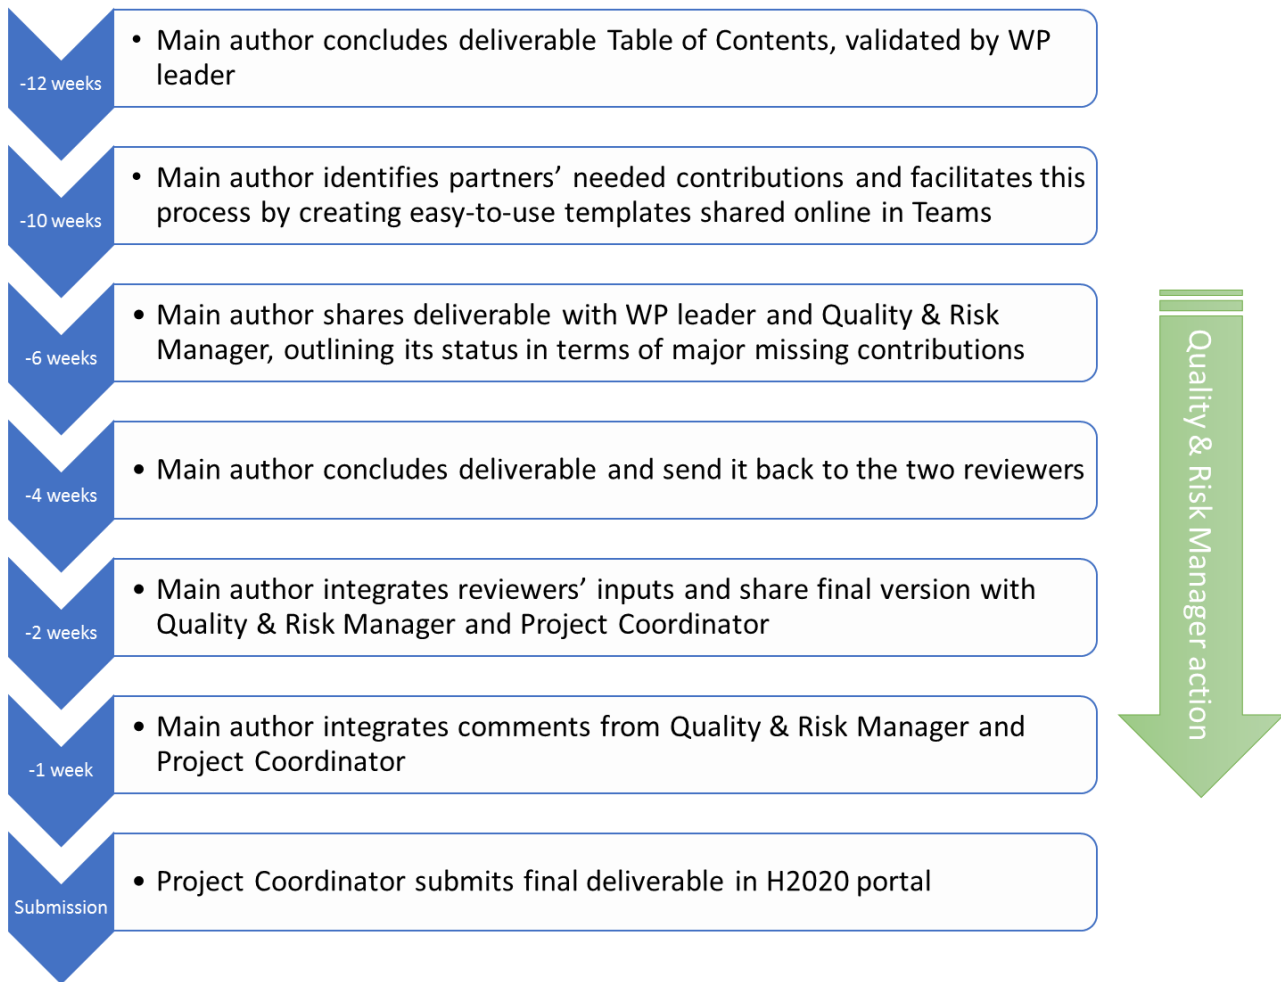 -12 weeks
• Main author concludes deliverable Table of Contents, validated by WP
leader
-10 weeks
• Main author identifies partners’ needed contributions and facilitates this
process by creating easy-to-use templates shared online in Teams
-6 weeks
• Main author shares deliverable with WP leader and Quality & Risk
Manager, outlining its status in terms of major missing contributions
-4 weeks
• Main author concludes deliverable and send it back to the two reviewers
-2 weeks
• Main author integrates reviewers’ inputs and share final version with
Quality & Risk Manager and Project Coordinator
-1 week
• Main author integrates comments from Quality & Risk Manager and
Project Coordinator
Submission
• Project Coordinator submits final deliverable in H2020 portal
Quality & Risk Manager action